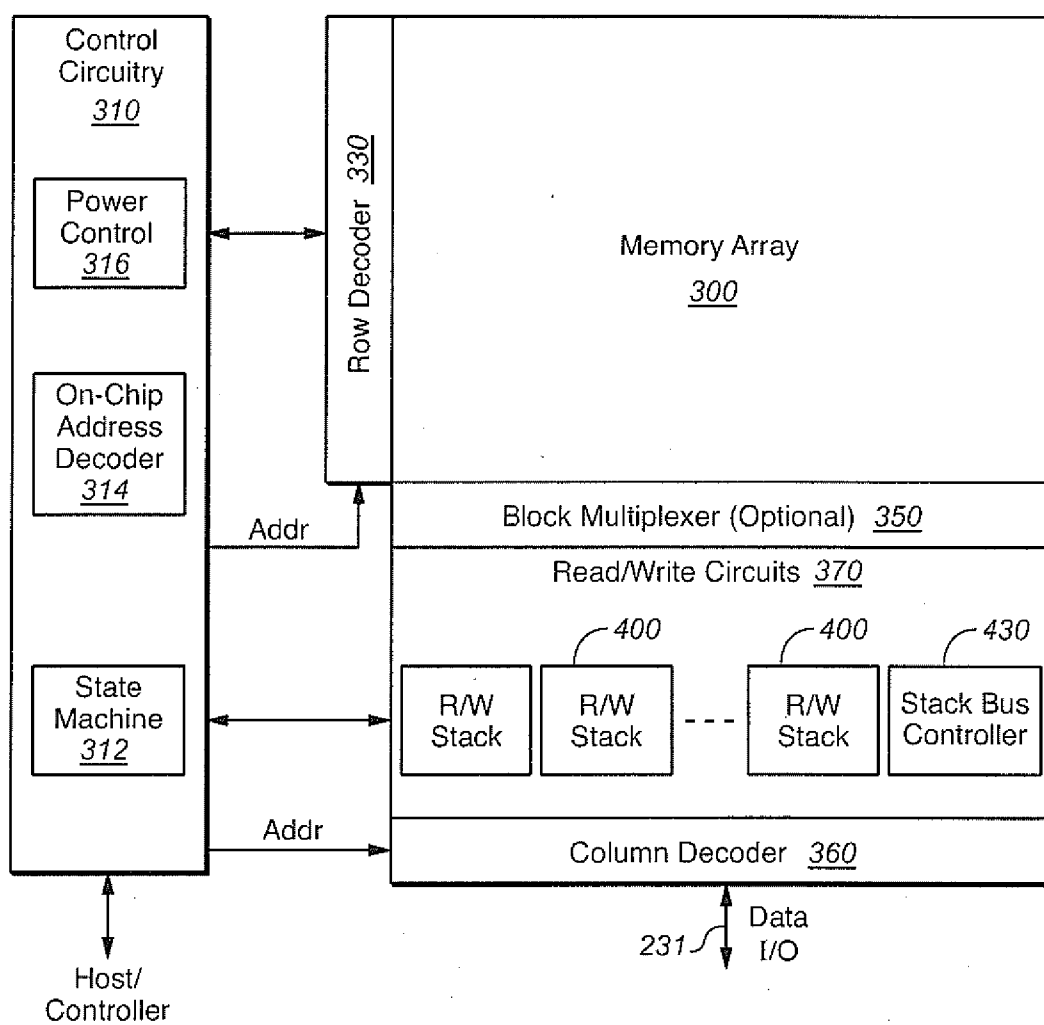 Control
Circuitry
310
Power
Control
316
On-Chip
Address
Decoder
314
State
Machine
312
Host/
Controller
Addr
Addr
Row Decoder 330
Memory Array
300
Block Multiplexer (Optional) 350
Read/Write Circuits 370
400
400
430
R/W
Stack
R/W
Stack
R/W
Stack
Stack Bus
Controller
Column Decoder 360
231
Data
I/O